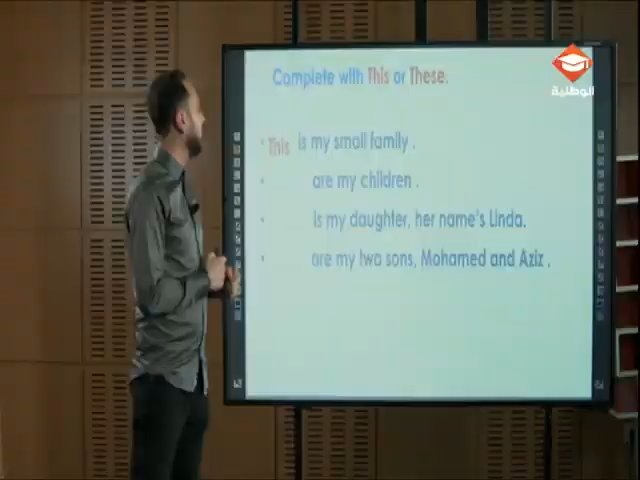 Complete with This or These.
الوطنية
• This is my small family .
• are my children .
• is my daughter, her name's Linda.
• are my two sons, Mohamed and Aziz .